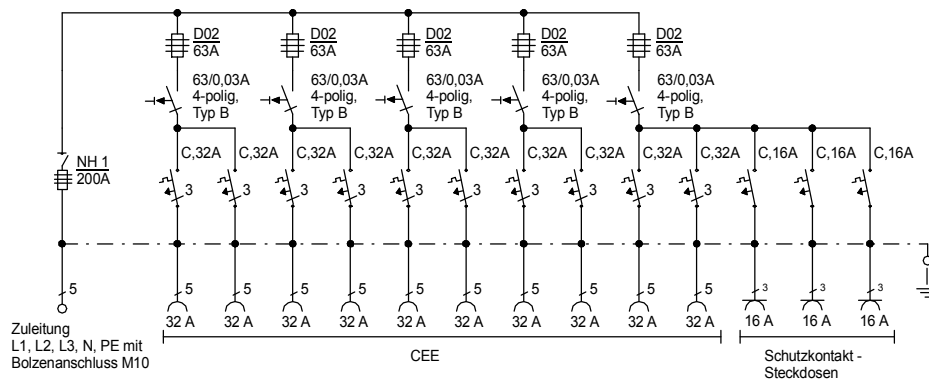 D02 D02 D02 D02 D02
63A 63A 63A 63A 63A
63/0,03A 63/0,03A 63/0,03A 63/0,03A 63/0,03A
4-polig, 4-polig, 4-polig, 4-polig, 4-polig,
Typ B Typ B Typ B Typ B Typ B
C,32A C,32A C,32A C,32A C,32A C,32A C,32A C,32A C,32A C,32A C,16A C,16A C,16A
NH 1
200A
3 3 3 3 3 3 3 3 3 3
5 5 5 5 5 5 5 5 5 5 5 3 3 3
32 A 32 A 32 A 32 A 32 A 32 A 32 A 32 A 32 A 32 A 16 A 16 A 16 A
Zuleitung
L1, L2, L3, N, PE mit
Bolzenanschluss M10
CEE
Schutzkontakt -
Steckdosen